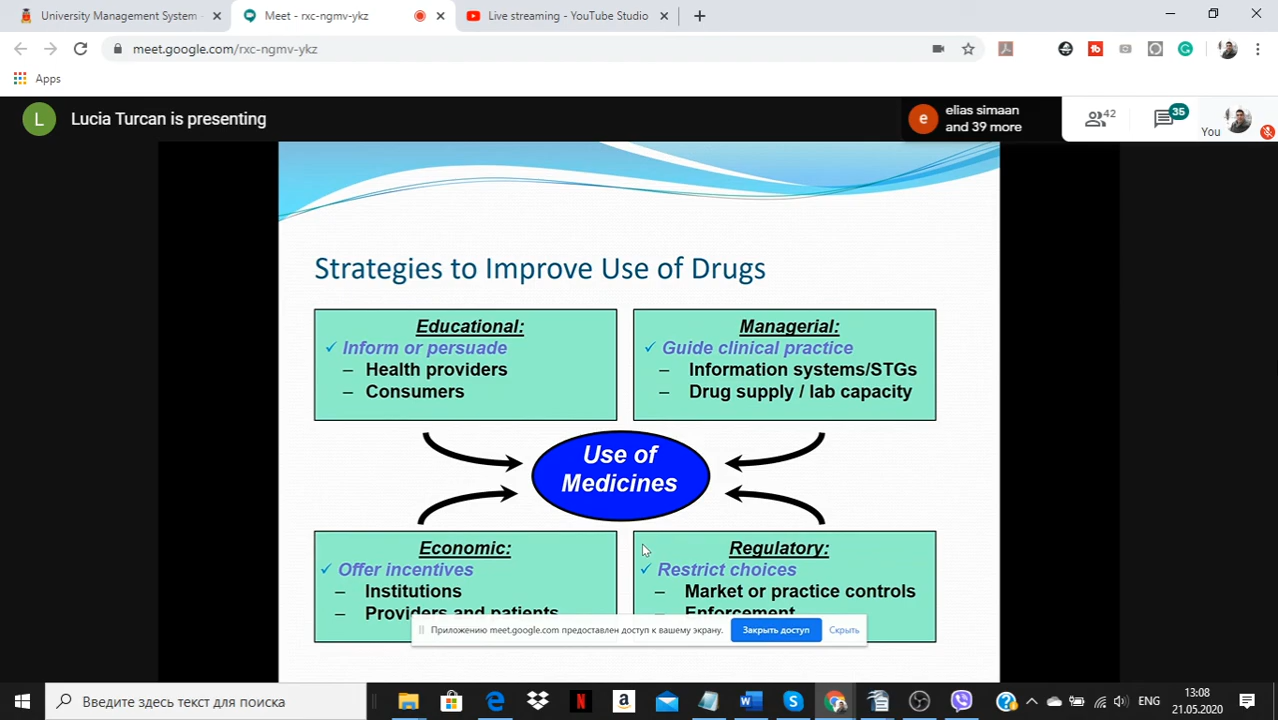 University Management System -
Meet - rxc-ngmv-ykz
Live streaming - YouTube Studio
meet.google.com/rxc-ngmv-ykz
Apps
L
Lucia Turcan is presenting
e
elias simaan
and 39 more
42
35
You
Strategies to Improve Use of Drugs
Educational:
✓ Inform or persuade
– Health providers
– Consumers
Managerial:
✓ Guide clinical practice
– Information systems/STGs
– Drug supply / lab capacity
Use of
Medicines
Economic:
✓ Offer incentives
– Institutions
– Providers and patients
Regulatory:
✓ Restrict choices
– Market or practice controls
– Enforcement
Приложению meet.google.com предоставлен доступ к вашему экрану.
Закрыть доступ
Скрыть
Введите здесь текст для поиска
ENG
13:08
21.05.2020